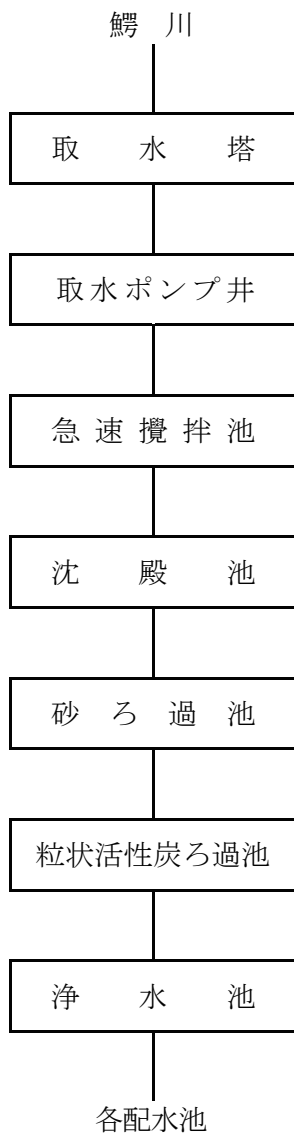 鰐川
取水塔
取水ポンプ井
急速攪拌池
沈殿池
砂ろ過池
粒状活性炭ろ過池
浄水池
各配水池